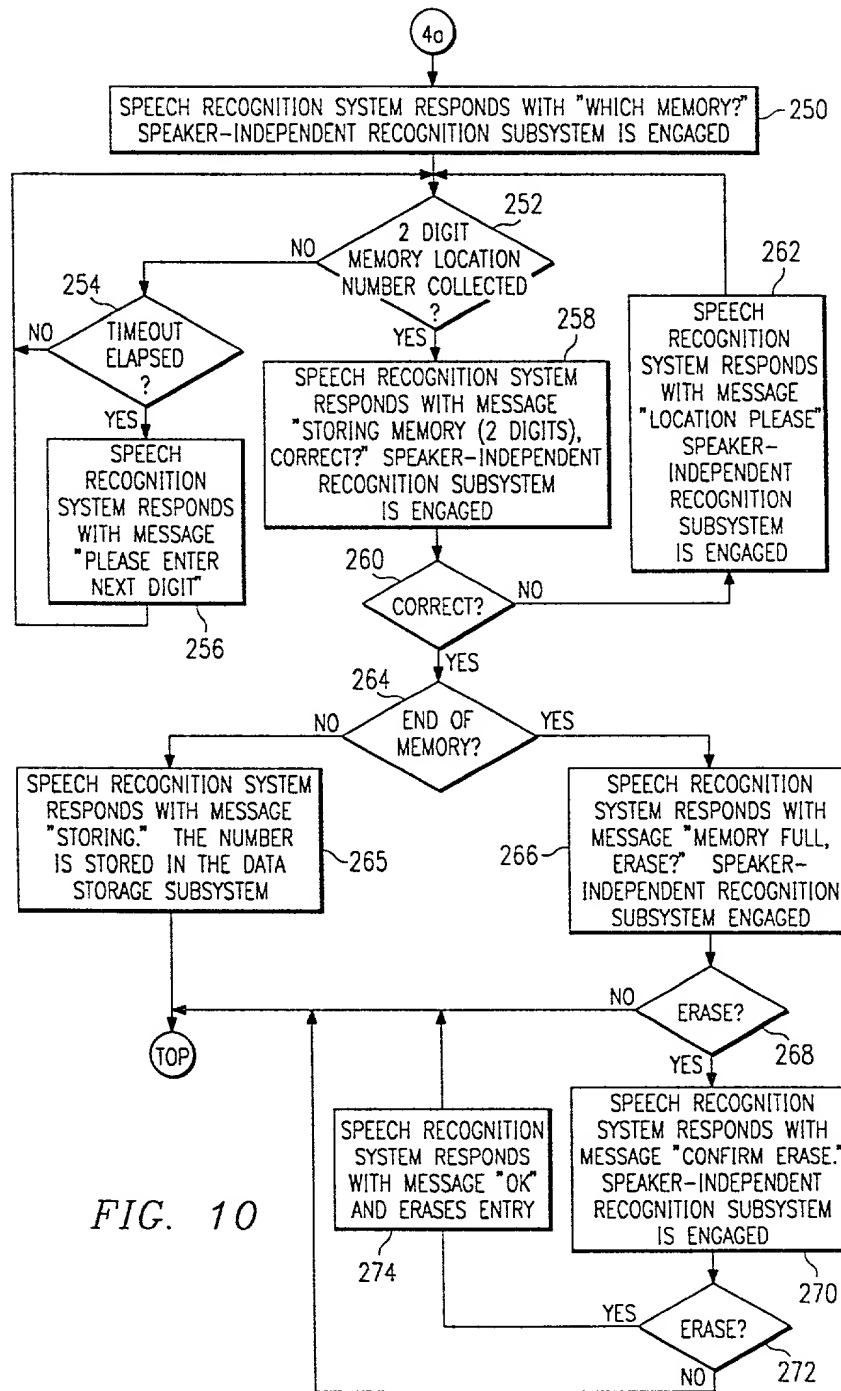 4a
SPEECH RECOGNITION SYSTEM RESPONDS WITH "WHICH MEMORY?"
SPEAKER-INDEPENDENT RECOGNITION SUBSYSTEM IS ENGAGED
250
252
2 DIGIT
MEMORY LOCATION
NUMBER COLLECTED
?
NO
YES
254
TIMEOUT
ELAPSED
?
NO
YES
SPEECH
RECOGNITION
SYSTEM RESPONDS
WITH MESSAGE
"PLEASE ENTER
NEXT DIGIT"
256
258
SPEECH RECOGNITION SYSTEM
RESPONDS WITH MESSAGE
"STORING MEMORY (2 DIGITS),
CORRECT?" SPEAKER-INDEPENDENT
RECOGNITION SUBSYSTEM
IS ENGAGED
262
SPEECH
RECOGNITION
SYSTEM RESPONDS
WITH MESSAGE
"LOCATION PLEASE"
SPEAKER-
INDEPENDENT
RECOGNITION
SUBSYSTEM
IS ENGAGED
260
CORRECT?
NO
YES
264
END OF
MEMORY?
NO
YES
SPEECH RECOGNITION SYSTEM
RESPONDS WITH MESSAGE
"STORING." THE NUMBER
IS STORED IN THE DATA
STORAGE SUBSYSTEM
265
266
SPEECH RECOGNITION
SYSTEM RESPONDS WITH
MESSAGE "MEMORY FULL,
ERASE?" SPEAKER-
INDEPENDENT RECOGNITION
SUBSYSTEM ENGAGED
NO
ERASE?
268
YES
TOP
SPEECH RECOGNITION
SYSTEM RESPONDS
WITH MESSAGE "OK"
AND ERASES ENTRY
274
SPEECH RECOGNITION
SYSTEM RESPONDS WITH
MESSAGE "CONFIRM ERASE."
SPEAKER-INDEPENDENT
RECOGNITION SUBSYSTEM
IS ENGAGED
270
YES
ERASE?
272
NO
FIG. 10